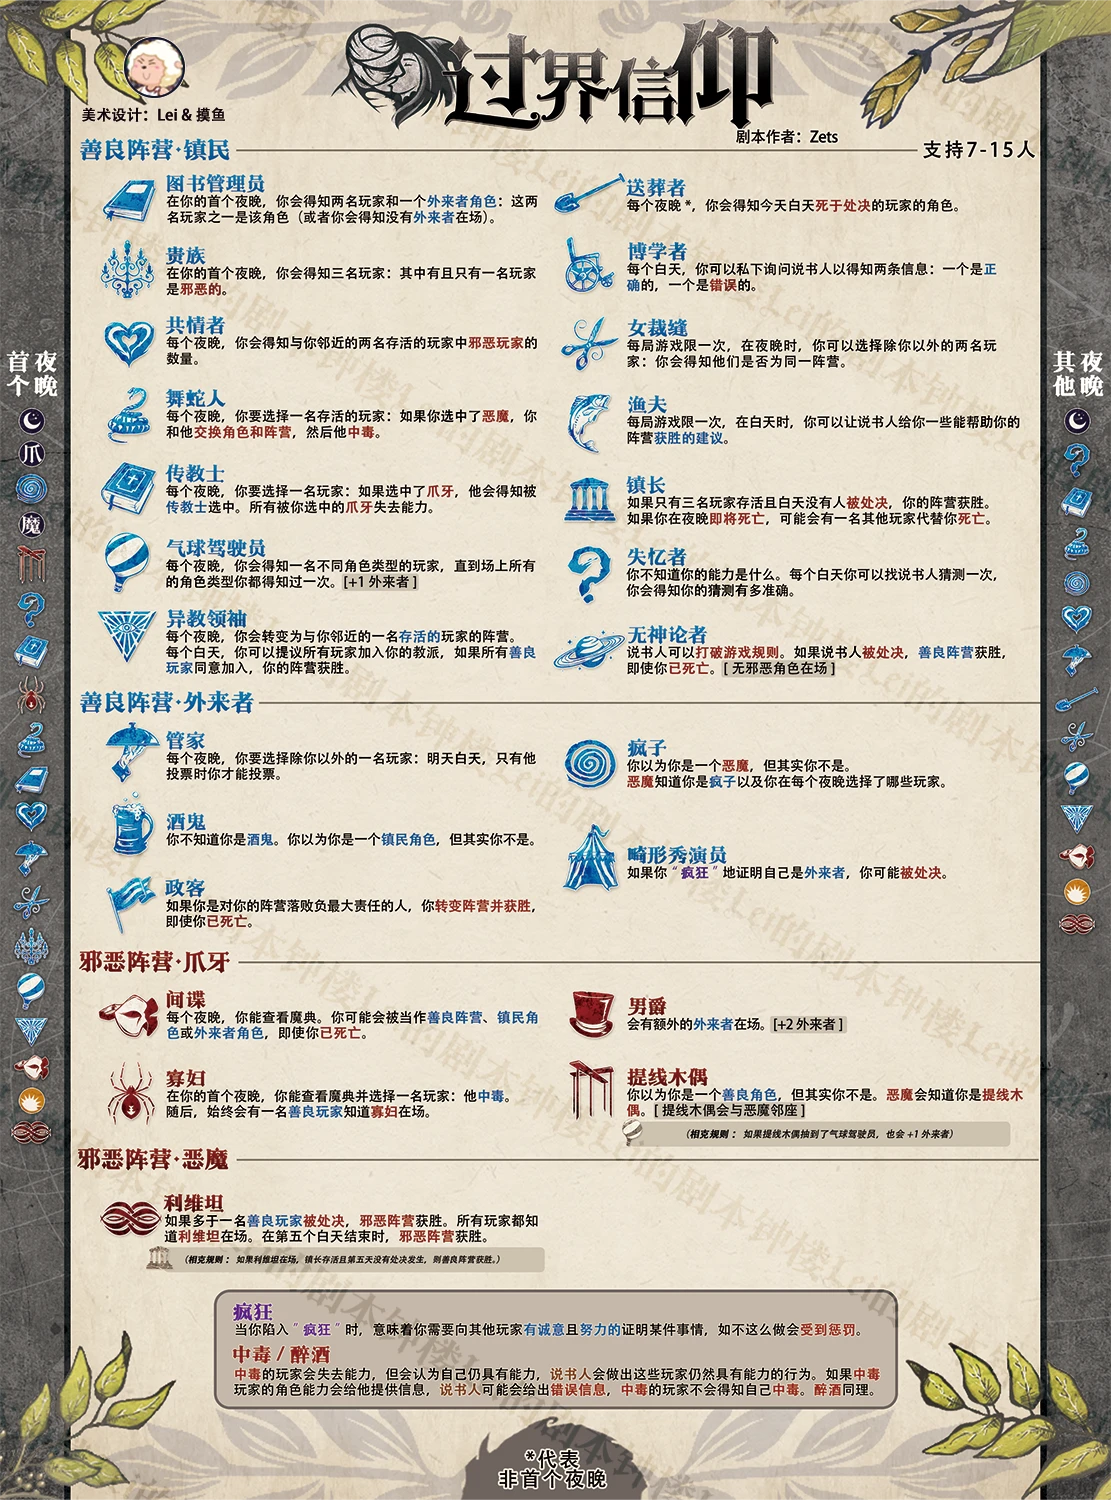 过界信仰
美术设计：Lei & 摸鱼
剧本作者：Zets
善良阵营·镇民
支持7-15人
图书管理员
在你的首个夜晚，你会得知两名玩家和一个外来者角色：这两
名玩家之一是该角色（或者你会得知没有外来者在场）。
贵族
在你的首个夜晚，你会得知三名玩家：其中有且只有一名玩家
是邪恶的。
共情者
每个夜晚，你会得知与你邻近的两名存活的玩家中邪恶玩家的
数量。
舞蛇人
每个夜晚，你要选择一名存活的玩家：如果你选中了恶魔，你
和他交换角色和阵营，然后他中毒。
传教士
每个夜晚，你要选择一名玩家：如果选中了爪牙，他会得知被
传教士选中。所有被你选中的爪牙失去能力。
气球驾驶员
每个夜晚，你会得知一名不同角色类型的玩家，直到场上所有
的角色类型你都得知过一次。[+1 外来者]
异教领袖
每个夜晚，你会转变为与你邻近的一名存活的玩家的阵营。
每个白天，你可以提议所有玩家加入你的教派，如果所有善良
玩家同意加入，你的阵营获胜。
送葬者
每个夜晚 *，你会得知今天白天死于处决的玩家的角色。
博学者
每个白天，你可以私下询问说书人以得知两条信息：一个是正
确的，一个是错误的。
女裁缝
每局游戏限一次，在夜晚时，你可以选择除你以外的两名玩
家：你会得知他们是否为同一阵营。
渔夫
每局游戏限一次，在白天时，你可以让说书人给你一些能帮助你的
阵营获胜的建议。
镇长
如果只有三名玩家存活且白天没有人被处决，你的阵营获胜。
如果你在夜晚即将死亡，可能会有一名其他玩家代替你死亡。
失忆者
你不知道你的能力是什么。每个白天你可以找说书人猜测一次，
你会得知你的猜测有多准确。
无神论者
说书人可以打破游戏规则。如果说书人被处决，善良阵营获胜，
即使你已死亡。[ 无邪恶角色在场 ]
善良阵营·外来者
管家
每个夜晚，你要选择除你以外的一名玩家：明天白天，只有他
投票时你才能投票。
酒鬼
你不知道你是酒鬼。你以为你是一个镇民角色，但其实你不是。
政客
如果你是对你的阵营落败负最大责任的人，你转变阵营并获胜，
即使你已死亡。
疯子
你以为你是一个恶魔，但其实你不是。
恶魔知道你是疯子以及你在每个夜晚选择了哪些玩家。
畸形秀演员
如果你“疯狂”地证明自己是外来者，你可能被处决。
邪恶阵营·爪牙
间谍
每个夜晚，你能查看魔典。你可能会被当作善良阵营、镇民角
色或外来者角色，即使你已死亡。
寡妇
在你的首个夜晚，你能查看魔典并选择一名玩家：他中毒。
随后，始终会有一名善良玩家知道寡妇在场。
男爵
会有额外的外来者在场。[+2 外来者]
提线木偶
你以为你是一个善良角色，但其实你不是。恶魔会知道你是提线木
偶。[ 提线木偶会与恶魔邻座 ]
（相克规则：如果提线木偶抽到了气球驾驶员，也会 +1 外来者）
邪恶阵营·恶魔
利维坦
如果多于一名善良玩家被处决，邪恶阵营获胜。所有玩家都知
道利维坦在场。在第五个白天结束时，邪恶阵营获胜。
（相克规则：如果利维坦在场，镇长存活且第五天没有处决发生，则善良阵营获胜。）
疯狂
当你陷入“疯狂”时，意味着你需要向其他玩家有诚意且努力的证明某件事情，如不这么做会受到惩罚。
中毒 / 醉酒
中毒的玩家会失去能力，但会认为自己仍具有能力，说书人会做出这些玩家仍然具有能力的行为。如果中毒
玩家的角色能力会给他提供信息，说书人可能会给出错误信息，中毒的玩家不会得知自己中毒。醉酒同理。
*代表
非首个夜晚
首个夜晚
爪
魔
其他夜晚